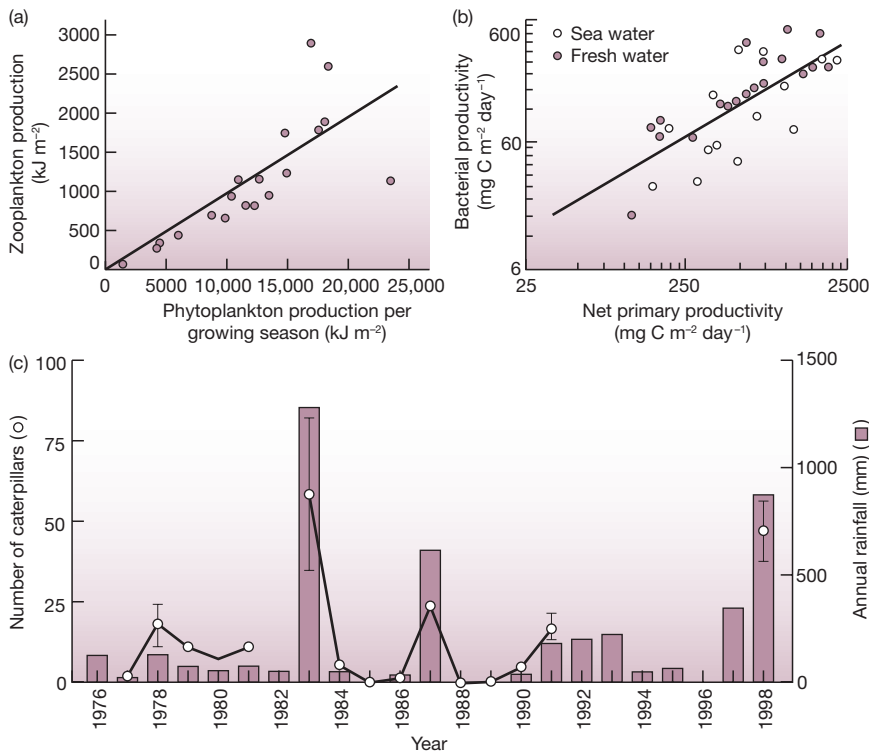 (a)
3000
2500
2000
1500
1000
500
0
Zooplankton production
(kJ m⁻²)
0 5000 10,000 15,000 20,000 25,000
Phytoplankton production per
growing season (kJ m⁻²)
(b)
600
60
6
Bacterial productivity
(mg C m⁻² day⁻¹)
Sea water
Fresh water
25 250 2500
Net primary productivity
(mg C m⁻² day⁻¹)
(c)
100
75
50
25
0
Number of caterpillars (○)
1500
1000
500
0
Annual rainfall (mm) (■)
1976 1978 1980 1982 1984 1986 1988 1990 1992 1994 1996 1998
Year